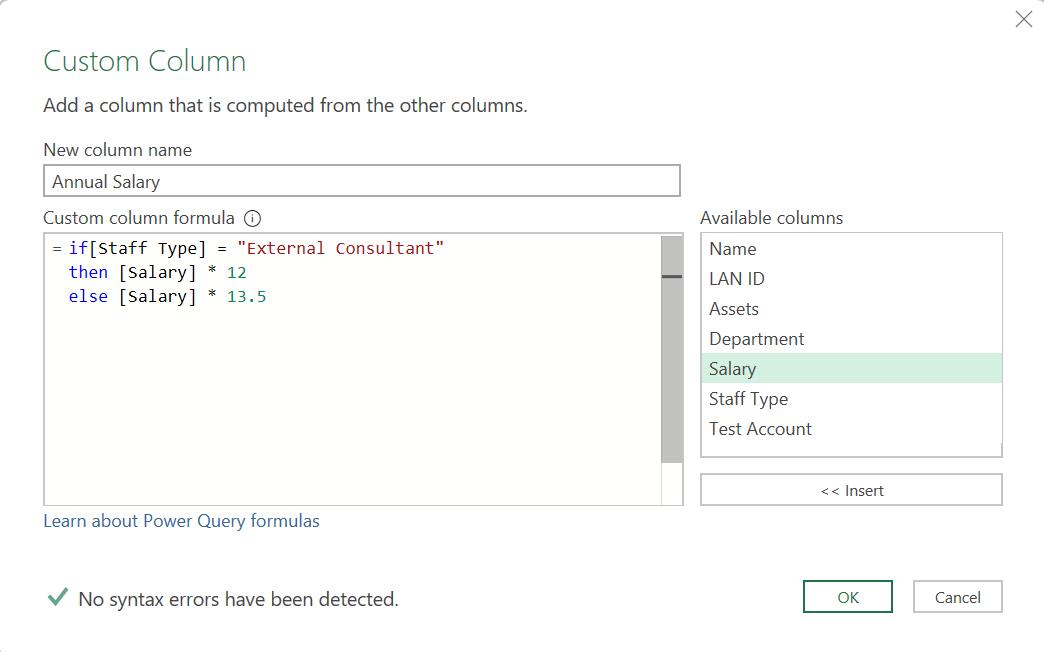 Custom Column
Add a column that is computed from the other columns.
New column name
Annual Salary
Custom column formula
= if[Staff Type] = "External Consultant"
then [Salary] * 12
else [Salary] * 13.5
Available columns
Name
LAN ID
Assets
Department
Salary
Staff Type
Test Account
<< Insert
Learn about Power Query formulas
No syntax errors have been detected.
OK
Cancel